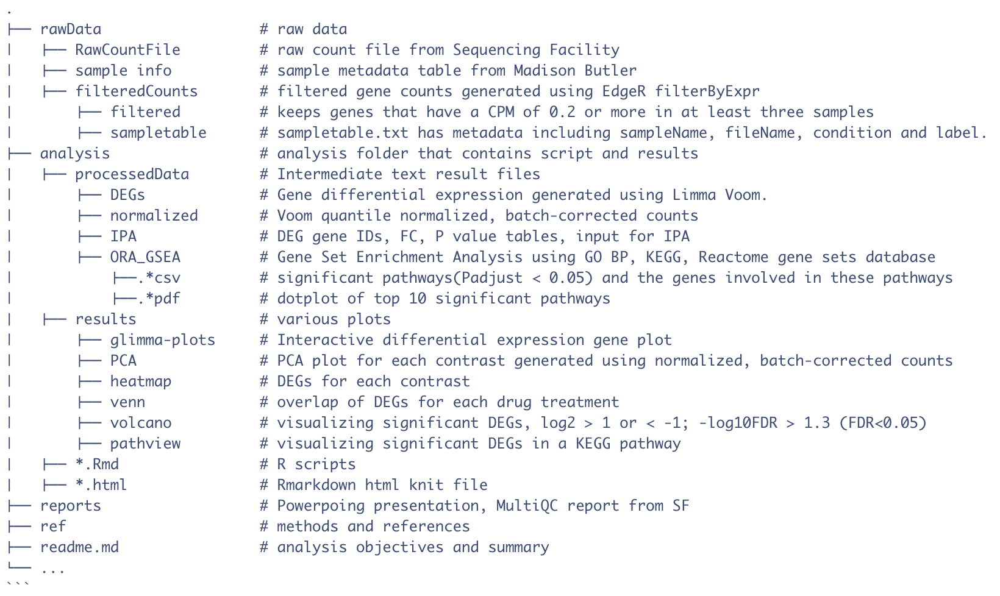 .
├── rawData                  # raw data
|   ├── RawCountFile         # raw count file from Sequencing Facility
|   ├── sample info          # sample metadata table from Madison Butler
|   ├── filteredCounts       # filtered gene counts generated using EdgeR filterByExpr
|       ├── filtered         # keeps genes that have a CPM of 0.2 or more in at least three samples
|       ├── sampletable      # sampletable.txt has metadata including sampleName, fileName, condition and label.
├── analysis                 # analysis folder that contains script and results
|   ├── processedData        # Intermediate text result files
|       ├── DEGs             # Gene differential expression generated using Limma Voom.
|       ├── normalized       # Voom quantile normalized, batch-corrected counts
|       ├── IPA              # DEG gene IDs, FC, P value tables, input for IPA
|       ├── ORA_GSEA         # Gene Set Enrichment Analysis using GO BP, KEGG, Reactome gene sets database
|           ├──.*csv         # significant pathways(Padjust < 0.05) and the genes involved in these pathways
|           ├──.*pdf         # dotplot of top 10 significant pathways
|   ├── results              # various plots
|       ├── glimma-plots     # Interactive differential expression gene plot
|       ├── PCA              # PCA plot for each contrast generated using normalized, batch-corrected counts
|       ├── heatmap          # DEGs for each contrast
|       ├── venn             # overlap of DEGs for each drug treatment
|       ├── volcano          # visualizing significant DEGs, log2 > 1 or < -1; -log10FDR > 1.3 (FDR<0.05)
|       ├── pathview         # visualizing significant DEGs in a KEGG pathway
|   ├── *.Rmd                # R scripts
|   ├── *.html               # Rmarkdown html knit file
├── reports                  # Powerpoing presentation, MultiQC report from SF
├── ref                      # methods and references
├── readme.md                # analysis objectives and summary
└── ...
```